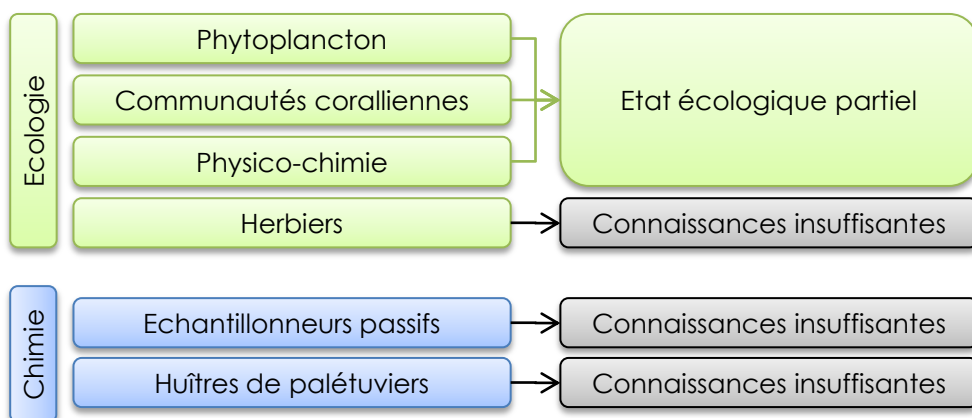 Ecologie
Phytoplancton
Communautés coralliennes
Physico-chimie
Etat écologique partiel
Herbiers
Connaissances insuffisantes
Chimie
Echantillonneurs passifs
Connaissances insuffisantes
Huîtres de palétuviers
Connaissances insuffisantes